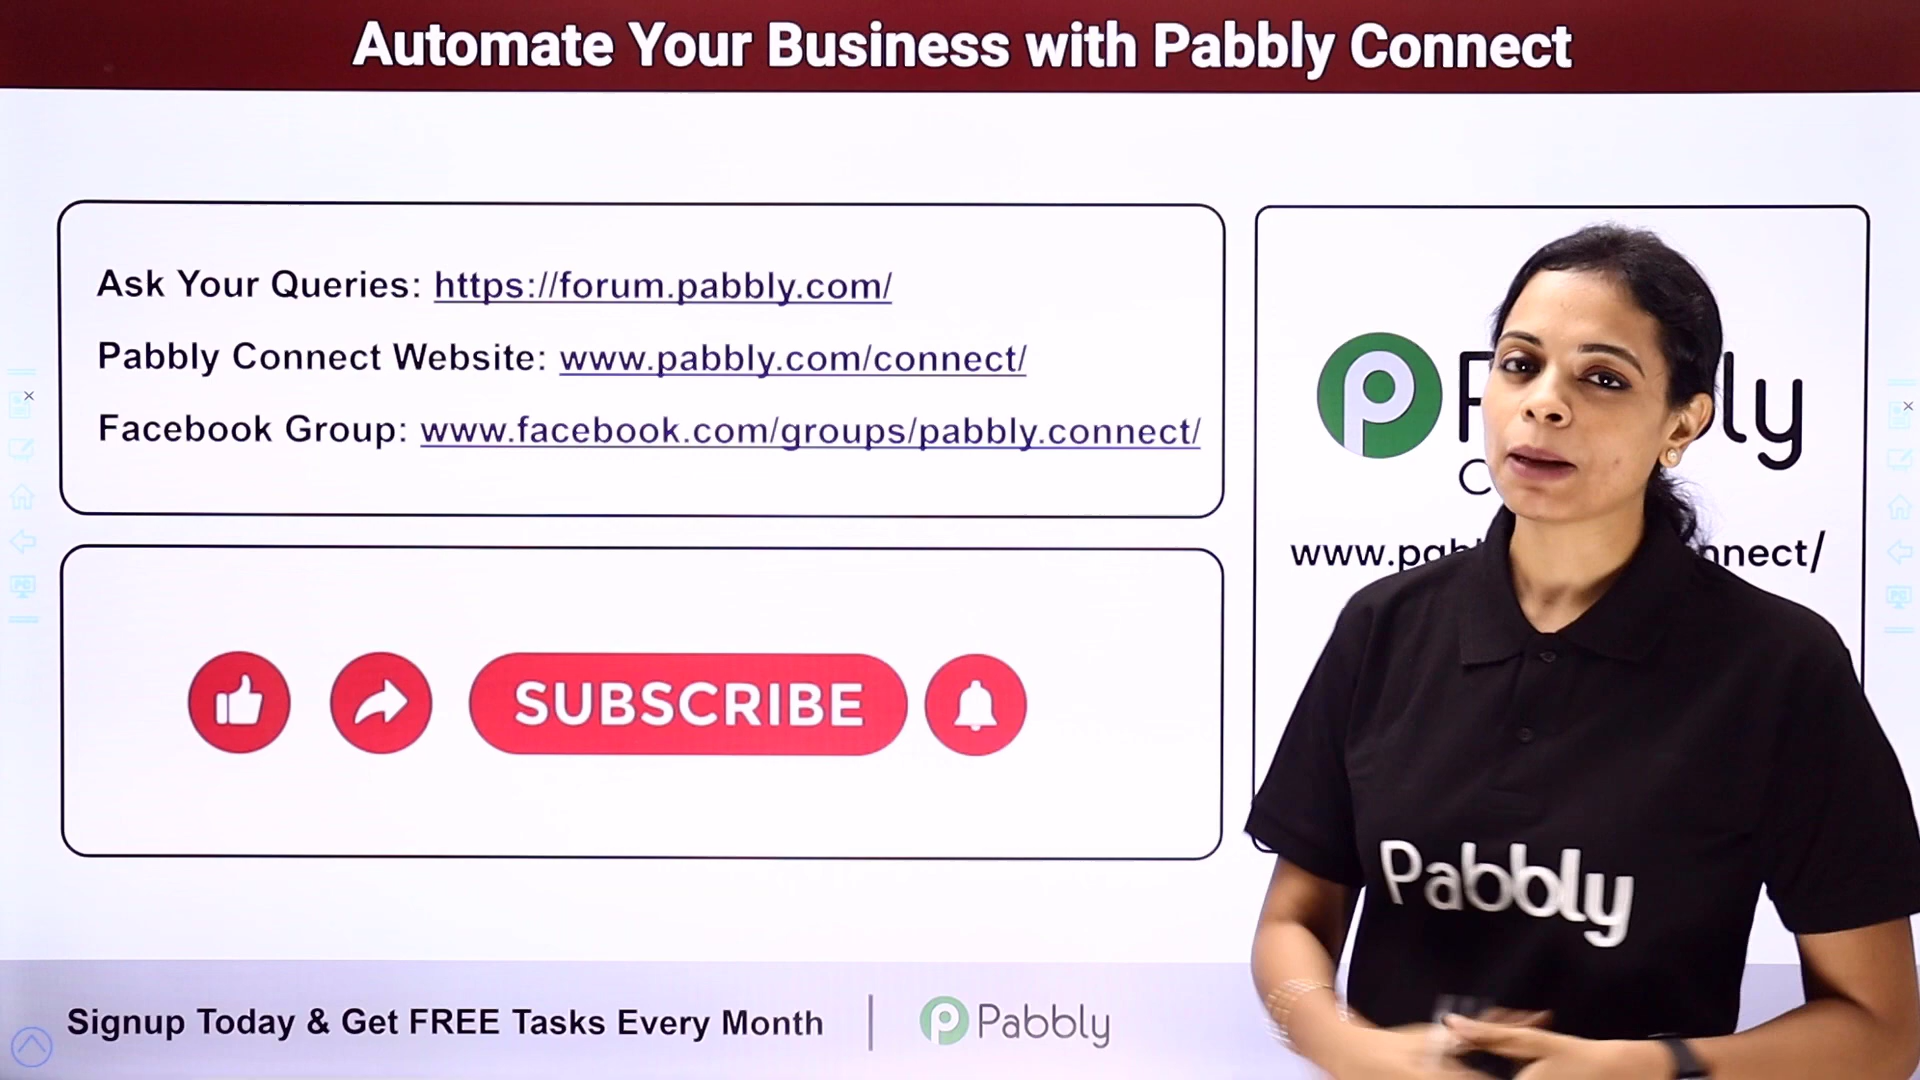 Automate Your Business with Pabbly Connect
Ask Your Queries: https://forum.pabbly.com/
Pabbly Connect Website: www.pabbly.com/connect/
Facebook Group: www.facebook.com/groups/pabbly.connect/
SUBSCRIBE
Pabbly
Signup Today & Get FREE Tasks Every Month
Pabbly